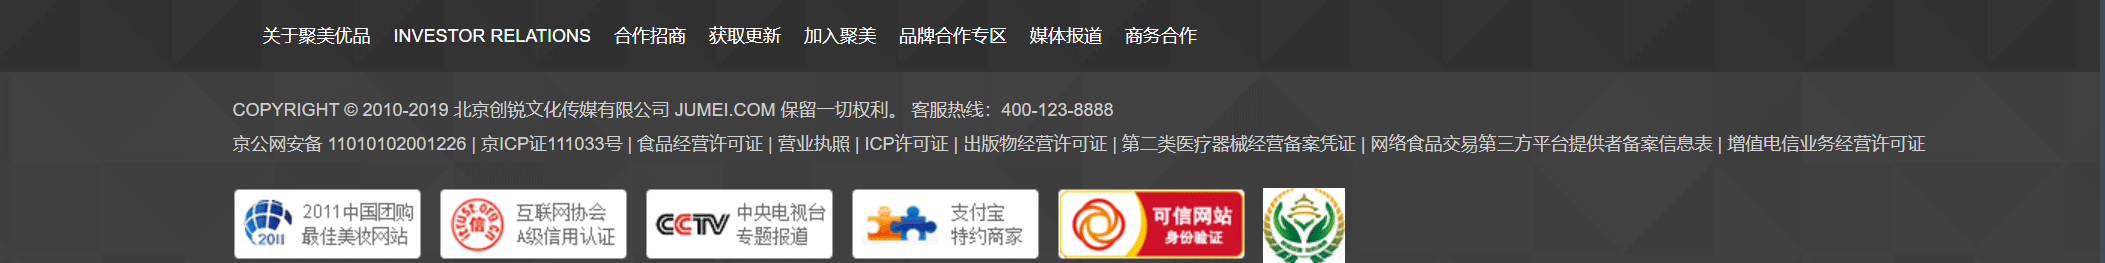 关于聚美优品 INVESTOR RELATIONS 合作招商 获取更新 加入聚美 品牌合作专区 媒体报道 商务合作
COPYRIGHT © 2010-2019 北京创锐文化传媒有限公司 JUMEI.COM 保留一切权利。 客服热线：400-123-8888
京公网安备 11010102001226 | 京ICP证111033号 | 食品经营许可证 | 营业执照 | ICP许可证 | 出版物经营许可证 | 第二类医疗器械经营备案凭证 | 网络食品交易第三方平台提供者备案信息表 | 增值电信业务经营许可证
2011
2011中国团购
最佳美妆网站
itrust.org.cn
信
互联网协会
A级信用认证
CCTV
中央电视台
专题报道
支付宝
特约商家
可信网站
身份验证